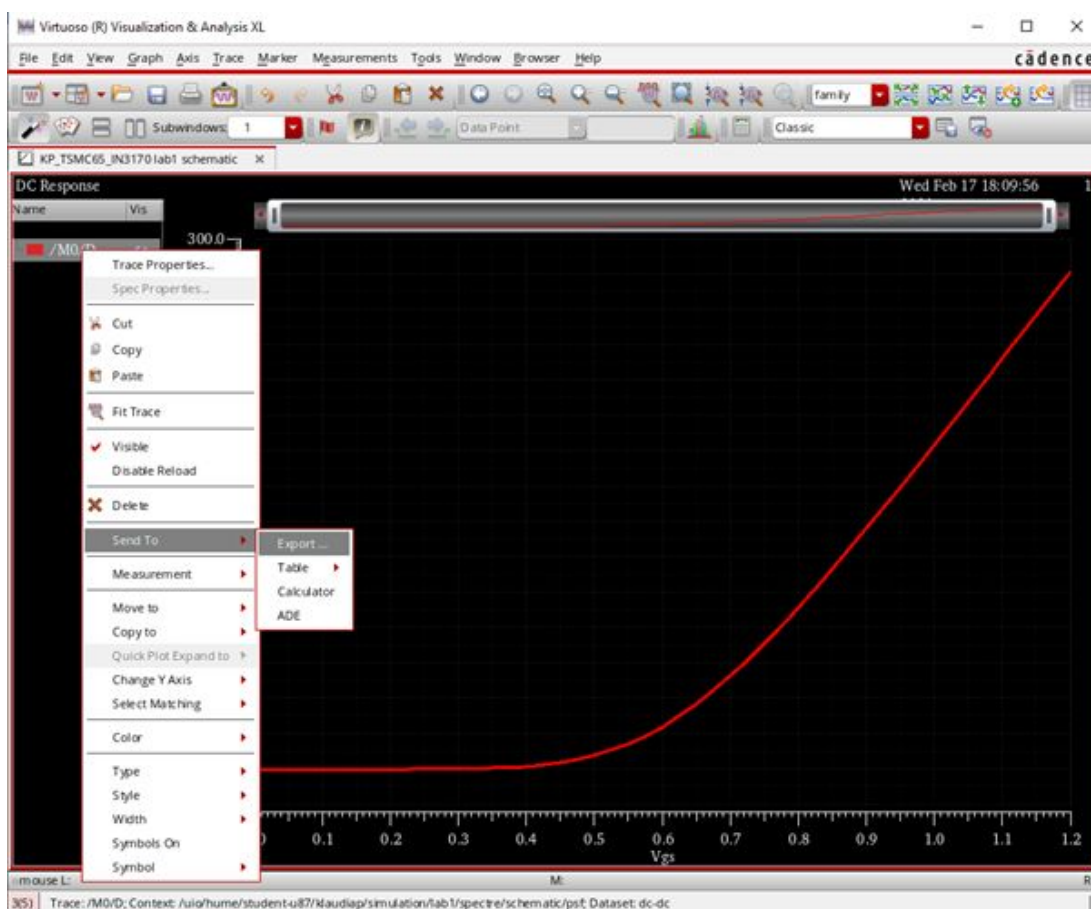 Virtuoso (R) Visualization & Analysis XL
File Edit View Graph Axis Trace Marker Measurements Tools Window Browser Help
cādence
family
Subwindows: 1
Data Point
Classic
KP_TSMC65_IN3170 lab1 schematic
DC Response
Wed Feb 17 18:09:56
1
Name Vis
300.0
/M0/D
Trace Properties...
Spec Properties...
Cut
Copy
Paste
Fit Trace
Visible
Disable Reload
Delete
Send To
Export ...
Table
Calculator
ADE
Measurement
Move to
Copy to
Quick Plot Expand to
Change Y Axis
Select Matching
Color
Type
Style
Width
Symbols On
Symbol
0.1 0.2 0.3 0.4 0.5 0.6 0.7 0.8 0.9 1.0 1.1 1.2
Vgs
mouse L: M: R
3(5) Trace: /M0/D; Context: /uio/hume/student-u87/klaudiap/simulation/lab1/spectre/schematic/psf; Dataset: dc-dc